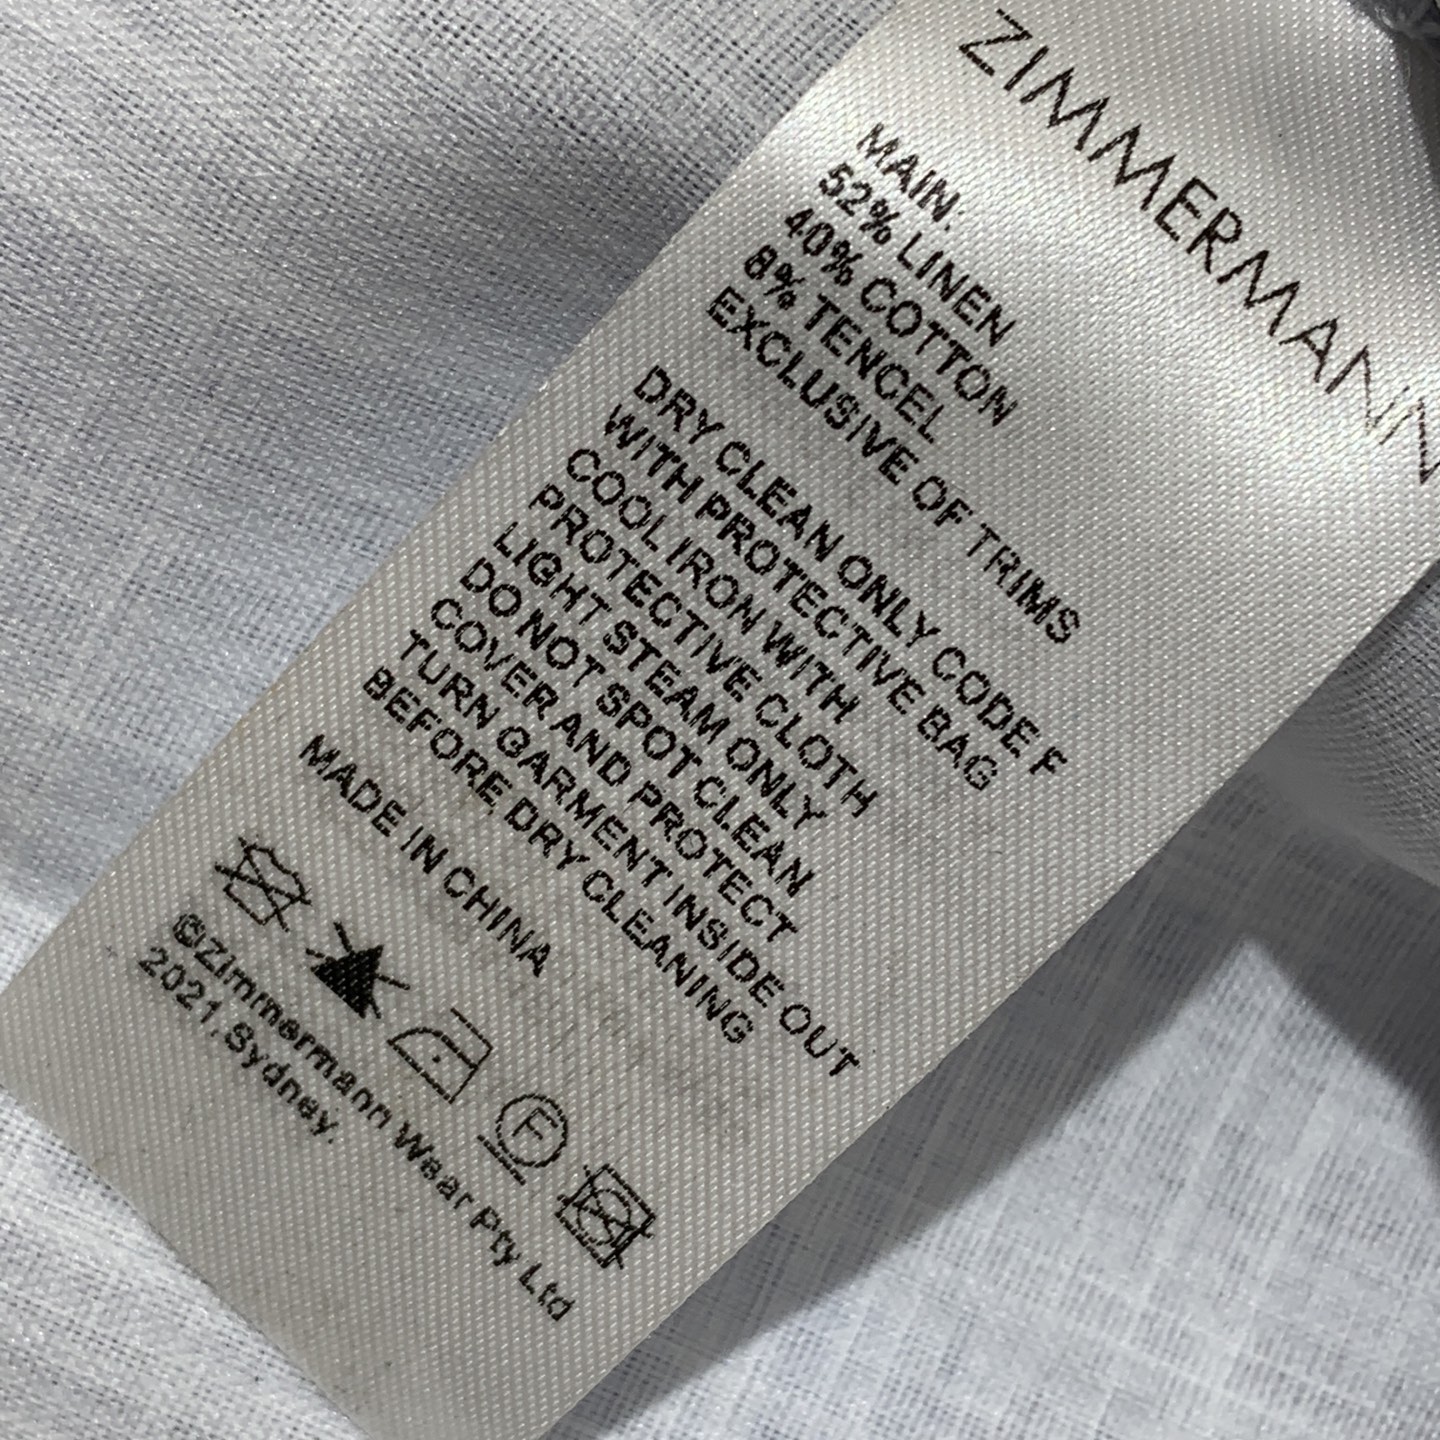 ZIMMERMANN
MAIN:
52% LINEN
40% COTTON
8% TENCEL
EXCLUSIVE OF TRIMS
DRY CLEAN ONLY CODE F
WITH PROTECTIVE BAG
COOL IRON WITH
PROTECTIVE CLOTH
LIGHT STEAM ONLY
DO NOT SPOT CLEAN
COVER AND PROTECT
TURN GARMENT INSIDE OUT
BEFORE DRY CLEANING
MADE IN CHINA
F
©Zimmermann Wear Pty Ltd
2021.Sydney.